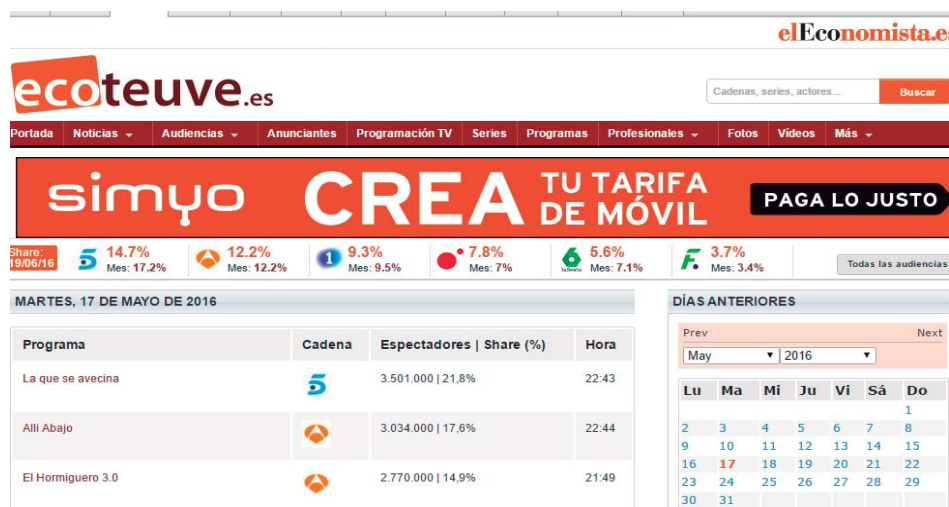 elEconomista.e
ecoteuve.es
Cadenas, series, actores... Buscar
Portada Noticias Audiencias Anunciantes Programación TV Series Programas Profesionales Fotos Vídeos Más
simyo CREA TU TARIFA DE MÓVIL PAGA LO JUSTO
Share: 19/06/16
5 14.7% Mes: 17.2%
12.2% Mes: 12.2%
1 9.3% Mes: 9.5%
7.8% Mes: 7%
6 laSexta 5.6% Mes: 7.1%
F. 3.7% Mes: 3.4%
Todas las audiencias
MARTES, 17 DE MAYO DE 2016
Programa Cadena Espectadores | Share (%) Hora
La que se avecina 5 3.501.000 | 21,8% 22:43
Alli Abajo 3.034.000 | 17,6% 22:44
El Hormiguero 3.0 2.770.000 | 14,9% 21:49
DÍAS ANTERIORES
Prev Next
May 2016
Lu Ma Mi Ju Vi Sá Do
1
2 3 4 5 6 7 8
9 10 11 12 13 14 15
16 17 18 19 20 21 22
23 24 25 26 27 28 29
30 31